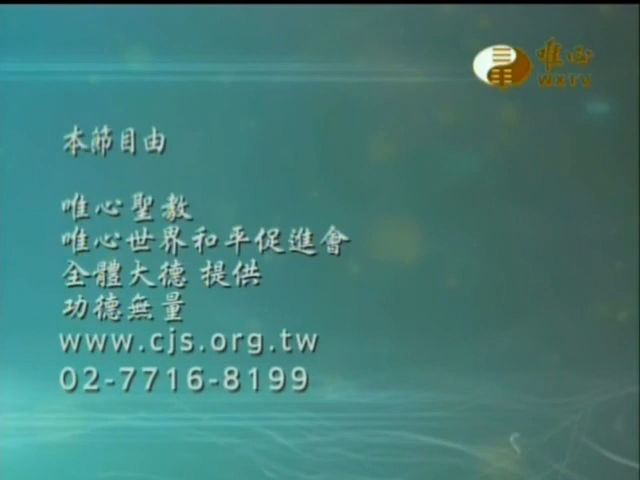 唯心
wxtv
本節目由
唯心聖教
唯心世界和平促進會
全體大德 提供
功德無量
www.cjs.org.tw
02-7716-8199